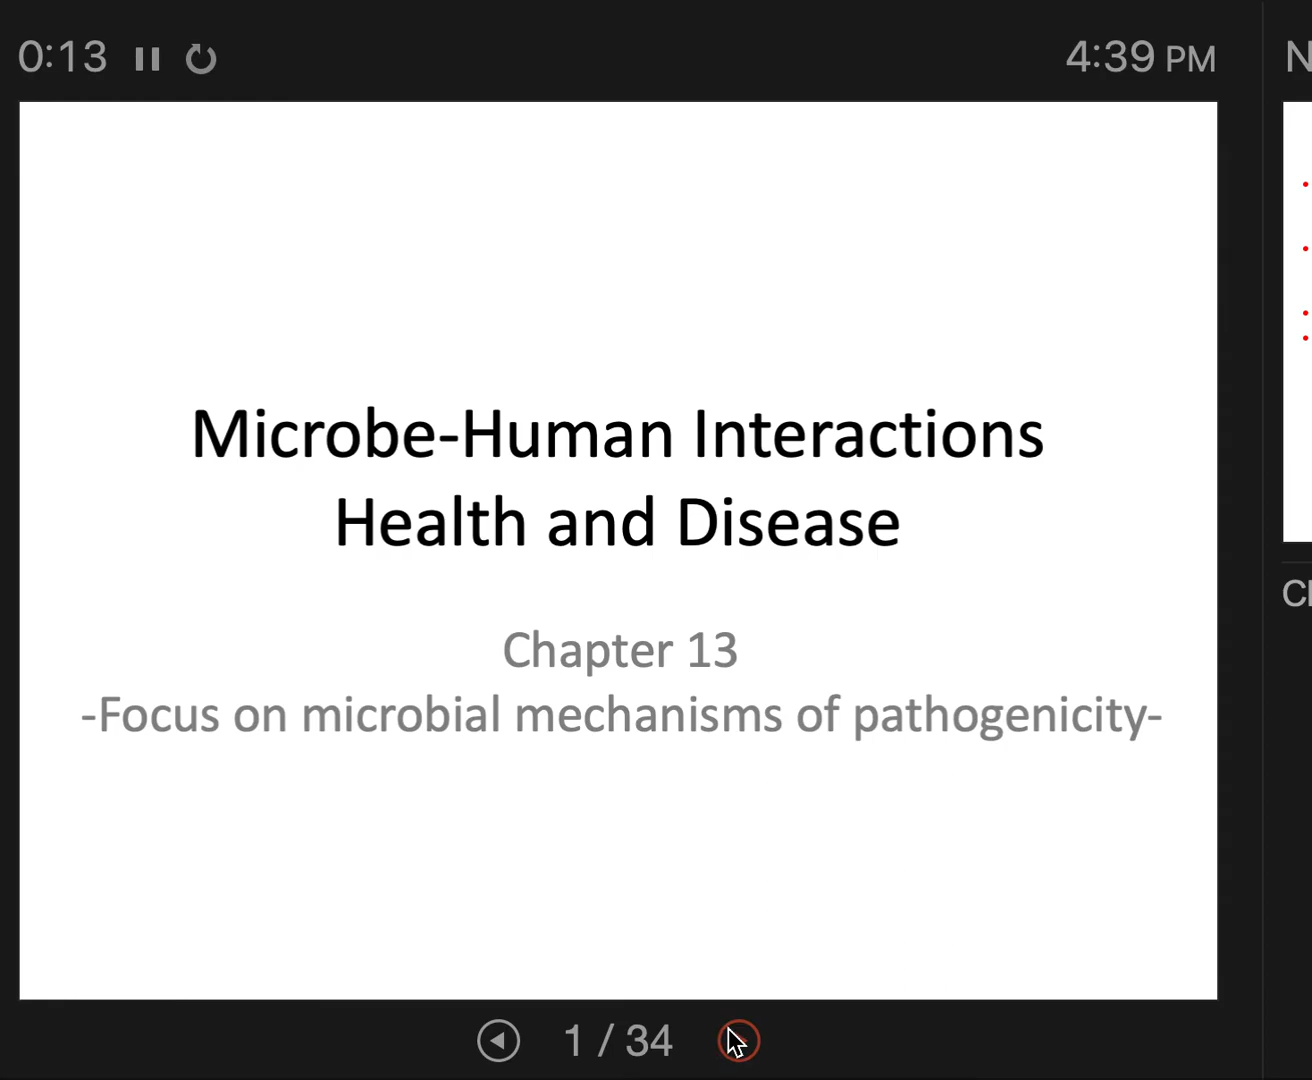 0:13
4:39 PM
Microbe-Human Interactions
Health and Disease
Chapter 13
-Focus on microbial mechanisms of pathogenicity-
1 / 34